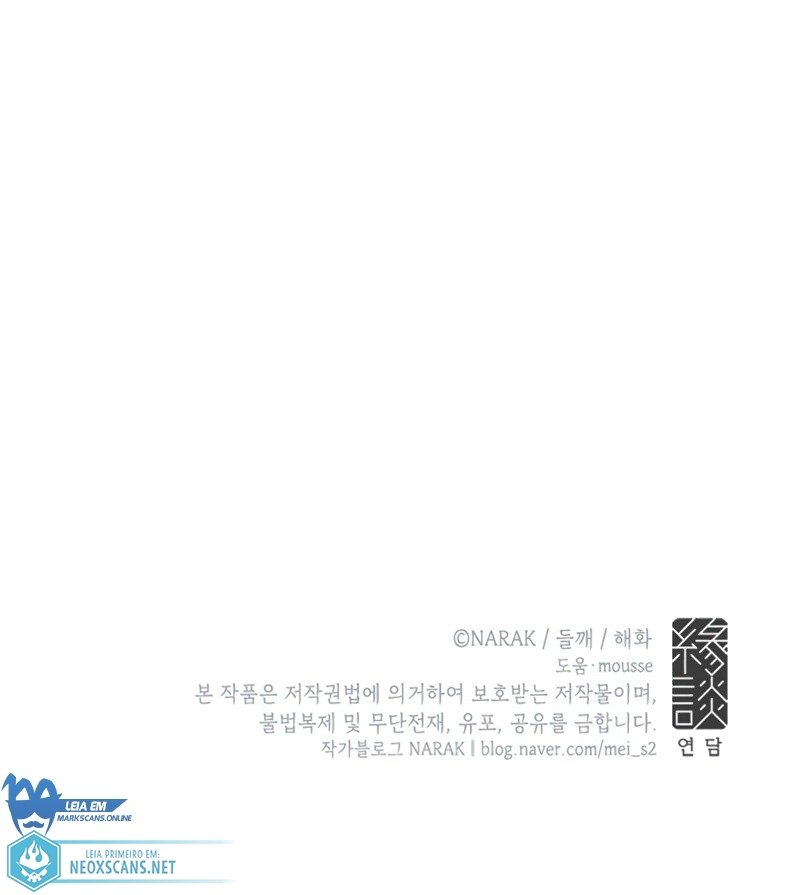 ©NARAK / 들깨 / 해화
도움·mousse
본 작품은 저작권법에 의거하여 보호받는 저작물이며,
불법복제 및 무단전재, 유포, 공유를 금합니다.
작가블로그 NARAK | blog.naver.com/mei_s2
緣談
연담
LEIA EM
MARKSCANS.ONLINE
LEIA PRIMEIRO EM:
NEOXSCANS.NET